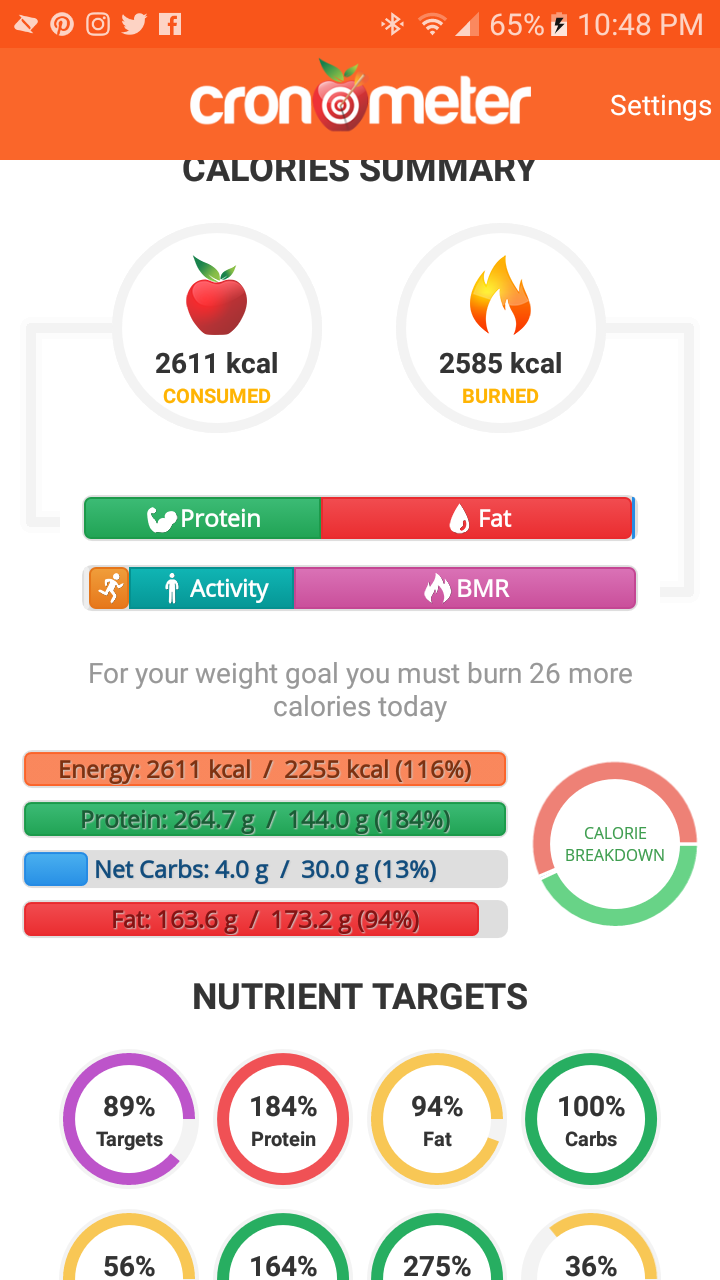 65% 10:48 PM
cronometer
Settings
CALORIES SUMMARY
2611 kcal
CONSUMED
2585 kcal
BURNED
Protein
Fat
Activity
BMR
For your weight goal you must burn 26 more
calories today
Energy: 2611 kcal / 2255 kcal (116%)
Protein: 264.7 g / 144.0 g (184%)
Net Carbs: 4.0 g / 30.0 g (13%)
Fat: 163.6 g / 173.2 g (94%)
CALORIE
BREAKDOWN
NUTRIENT TARGETS
89%
Targets
184%
Protein
94%
Fat
100%
Carbs
56%
164%
275%
36%